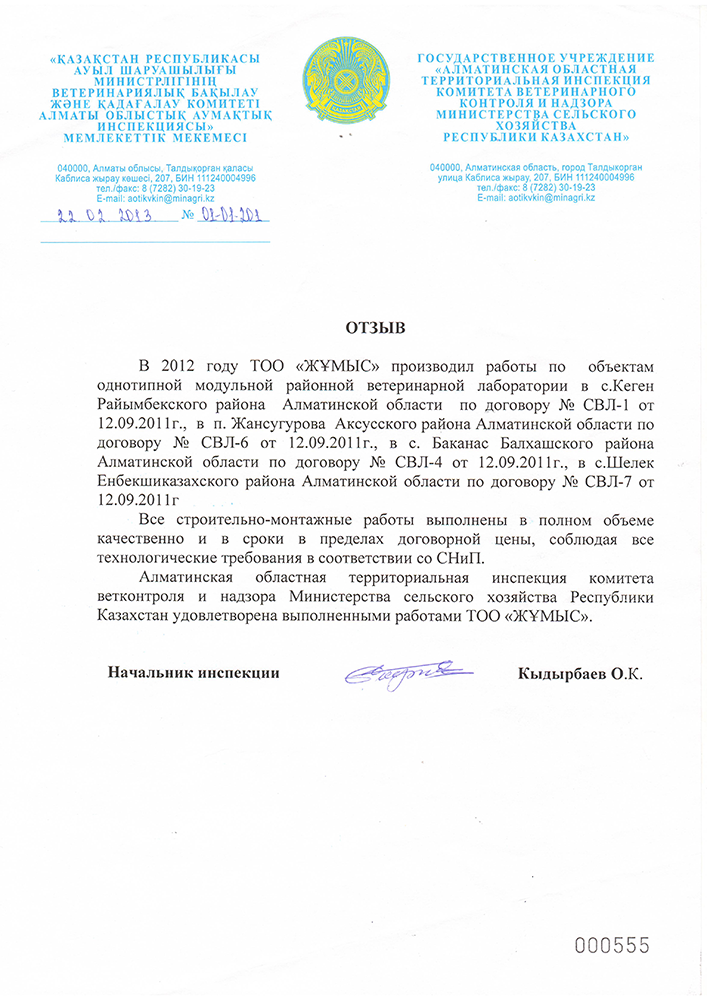 «ҚАЗАҚСТАН РЕСПУБЛИКАСЫ
АУЫЛ ШАРУАШЫЛЫҒЫ
МИНИСТРЛІГІНІҢ
ВЕТЕРИНАРИЯЛЫҚ БАҚЫЛАУ
ЖӘНЕ ҚАДАҒАЛАУ КОМИТЕТІ
АЛМАТЫ ОБЛЫСТЫҚ АУМАҚТЫҚ
ИНСПЕКЦИЯСЫ»
МЕМЛЕКЕТТІК МЕКЕМЕСІ
040000, Алматы облысы, Талдықорған қаласы
Каблиса жырау көшесі, 207, БИН 111240004996
тел./факс: 8 (7282) 30-19-23
E-mail: aotikvkin@minagri.kz
22 02 2013 № 01-01-201
ГОСУДАРСТВЕННОЕ УЧРЕЖДЕНИЕ
«АЛМАТИНСКАЯ ОБЛАСТНАЯ
ТЕРРИТОРИАЛЬНАЯ ИНСПЕКЦИЯ
КОМИТЕТА ВЕТЕРИНАРНОГО
КОНТРОЛЯ И НАДЗОРА
МИНИСТЕРСТВА СЕЛЬСКОГО
ХОЗЯЙСТВА
РЕСПУБЛИКИ КАЗАХСТАН»
040000, Алматинская область, город Талдыкорган
улица Кабилса жырау, 207, БИН 111240004996
тел./факс: 8 (7282) 30-19-23
E-mail: aotikvkin@minagri.kz
ОТЗЫВ
В 2012 году ТОО «ЖҰМЫС» производил работы по объектам
однотипной модульной районной ветеринарной лаборатории в с.Кеген
Райымбекского района Алматинской области по договору № СВЛ-1 от
12.09.2011г., в п. Жансугурова Аксусского района Алматинской области по
договору № СВЛ-6 от 12.09.2011г., в с. Баканас Балхашского района
Алматинской области по договору № СВЛ-4 от 12.09.2011г., в с.Шелек
Енбекшиказахского района Алматинской области по договору № СВЛ-7 от
12.09.2011г
Все строительно-монтажные работы выполнены в полном объеме
качественно и в сроки в пределах договорной цены, соблюдая все
технологические требования в соответствии со СНиП.
Алматинская областная территориальная инспекция комитета
ветконтроля и надзора Министерства сельского хозяйства Республики
Казахстан удовлетворена выполненными работами ТОО «ЖҰМЫС».
Начальник инспекции Кыдырбаев О.К.
000555